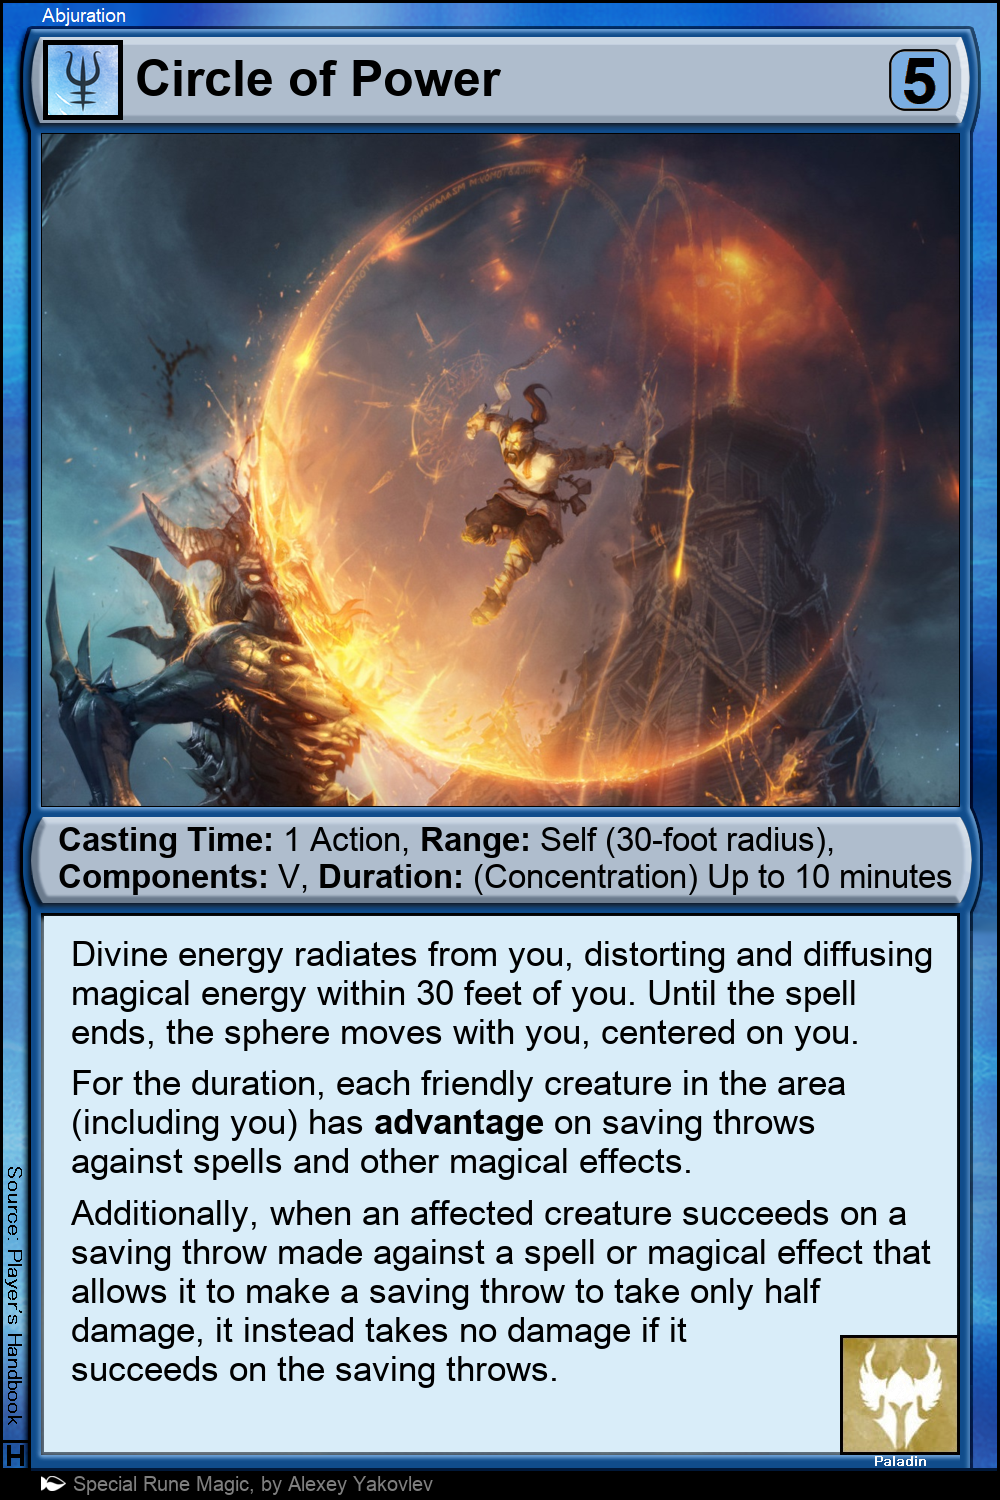 Abjuration
Circle of Power
5
Casting Time: 1 Action, Range: Self (30-foot radius),
Components: V, Duration: (Concentration) Up to 10 minutes
Divine energy radiates from you, distorting and diffusing
magical energy within 30 feet of you. Until the spell
ends, the sphere moves with you, centered on you.
For the duration, each friendly creature in the area
(including you) has advantage on saving throws
against spells and other magical effects.
Additionally, when an affected creature succeeds on a
saving throw made against a spell or magical effect that
allows it to make a saving throw to take only half
damage, it instead takes no damage if it
succeeds on the saving throws.
Source: Player's Handbook
H
Paladin
Special Rune Magic, by Alexey Yakovlev